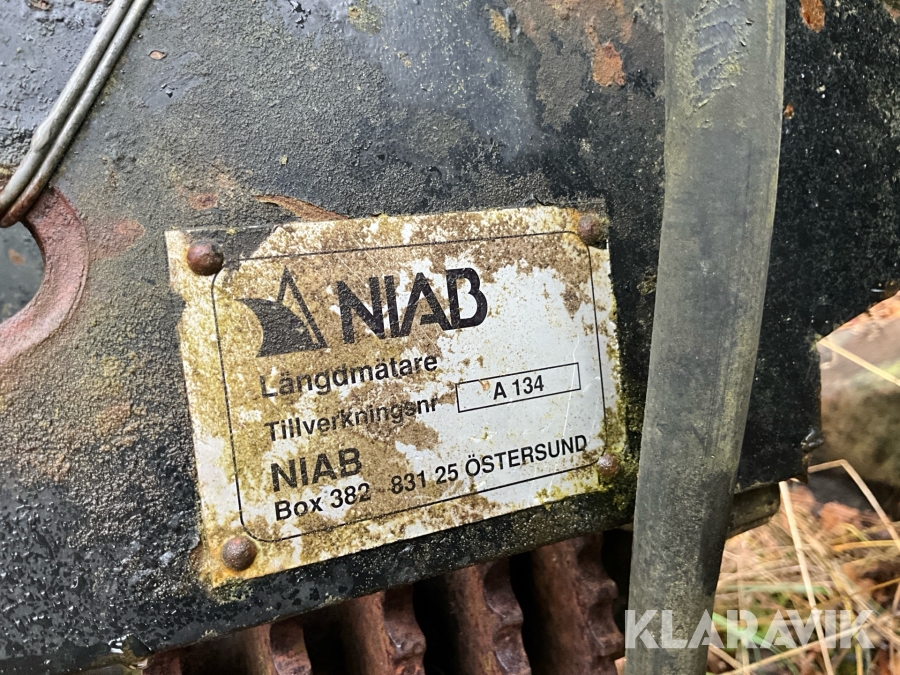 NIAB
Längdmätare
Tillverkningsnr A 134
NIAB
Box 382 831 25 ÖSTERSUND
KLARAVIK